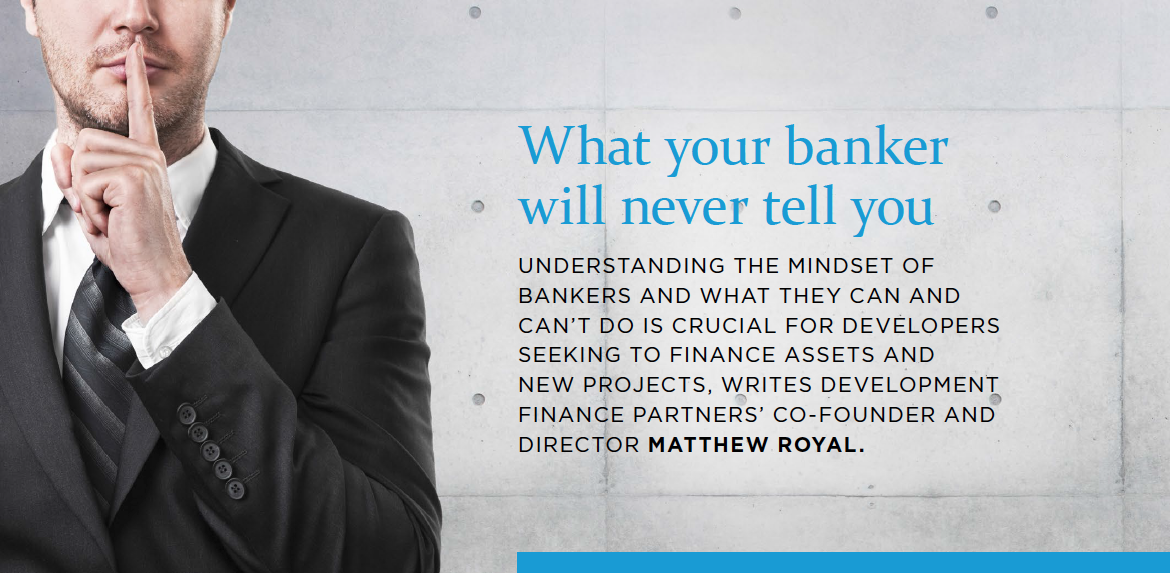 What your banker
will never tell you
UNDERSTANDING THE MINDSET OF
BANKERS AND WHAT THEY CAN AND
CAN'T DO IS CRUCIAL FOR DEVELOPERS
SEEKING TO FINANCE ASSETS AND
NEW PROJECTS, WRITES DEVELOPMENT
FINANCE PARTNERS' CO-FOUNDER AND
DIRECTOR MATTHEW ROYAL.